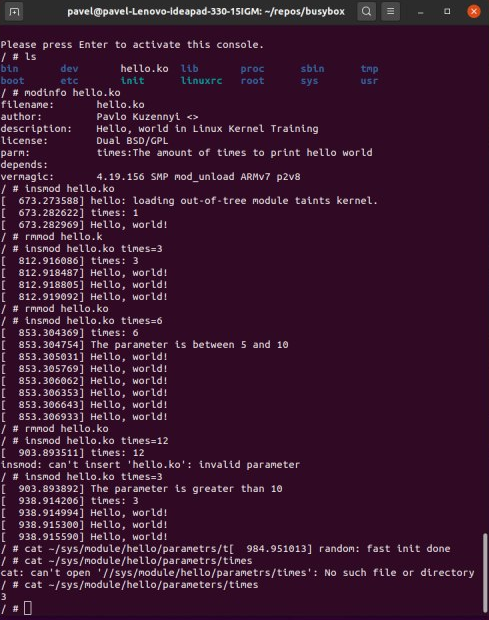 pavel@pavel-Lenovo-ideapad-330-15IGM: ~/repos/busybox
Please press Enter to activate this console.
/ # ls
bin dev hello.ko lib proc sbin tmp
boot etc init linuxrc root sys usr
/ # modinfo hello.ko
filename: hello.ko
author: Pavlo Kuzennyi <>
description: Hello, world in Linux Kernel Training
license: Dual BSD/GPL
parm: times:The amount of times to print hello world
depends:
vermagic: 4.19.156 SMP mod_unload ARMv7 p2v8
/ # insmod hello.ko
[ 673.273588] hello: loading out-of-tree module taints kernel.
[ 673.282622] times: 1
[ 673.282969] Hello, world!
/ # rmmod hello.k
/ # insmod hello.ko times=3
[ 812.916086] times: 3
[ 812.918487] Hello, world!
[ 812.918805] Hello, world!
[ 812.919092] Hello, world!
/ # rmmod hello.ko
/ # insmod hello.ko times=6
[ 853.304369] times: 6
[ 853.304754] The parameter is between 5 and 10
[ 853.305031] Hello, world!
[ 853.305769] Hello, world!
[ 853.306062] Hello, world!
[ 853.306353] Hello, world!
[ 853.306643] Hello, world!
[ 853.306933] Hello, world!
/ # rmmod hello.ko
/ # insmod hello.ko times=12
[ 903.893511] times: 12
insmod: can't insert 'hello.ko': invalid parameter
/ # insmod hello.ko times=3
[ 903.893892] The parameter is greater than 10
[ 938.914206] times: 3
[ 938.914994] Hello, world!
[ 938.915300] Hello, world!
[ 938.915590] Hello, world!
/ # cat ~/sys/module/hello/parametrs/t[ 984.951013] random: fast init done
/ # cat ~/sys/module/hello/parametrs/times
cat: can't open '//sys/module/hello/parametrs/times': No such file or directory
/ # cat ~/sys/module/hello/parameters/times
3
/ #